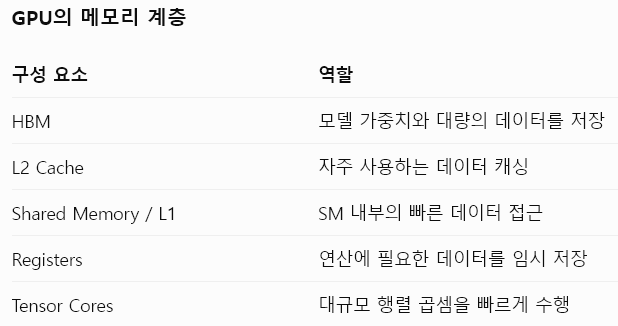 GPU의 메모리 계층
구성 요소 역할
HBM 모델 가중치와 대량의 데이터를 저장
L2 Cache 자주 사용하는 데이터 캐싱
Shared Memory / L1 SM 내부의 빠른 데이터 접근
Registers 연산에 필요한 데이터를 임시 저장
Tensor Cores 대규모 행렬 곱셈을 빠르게 수행